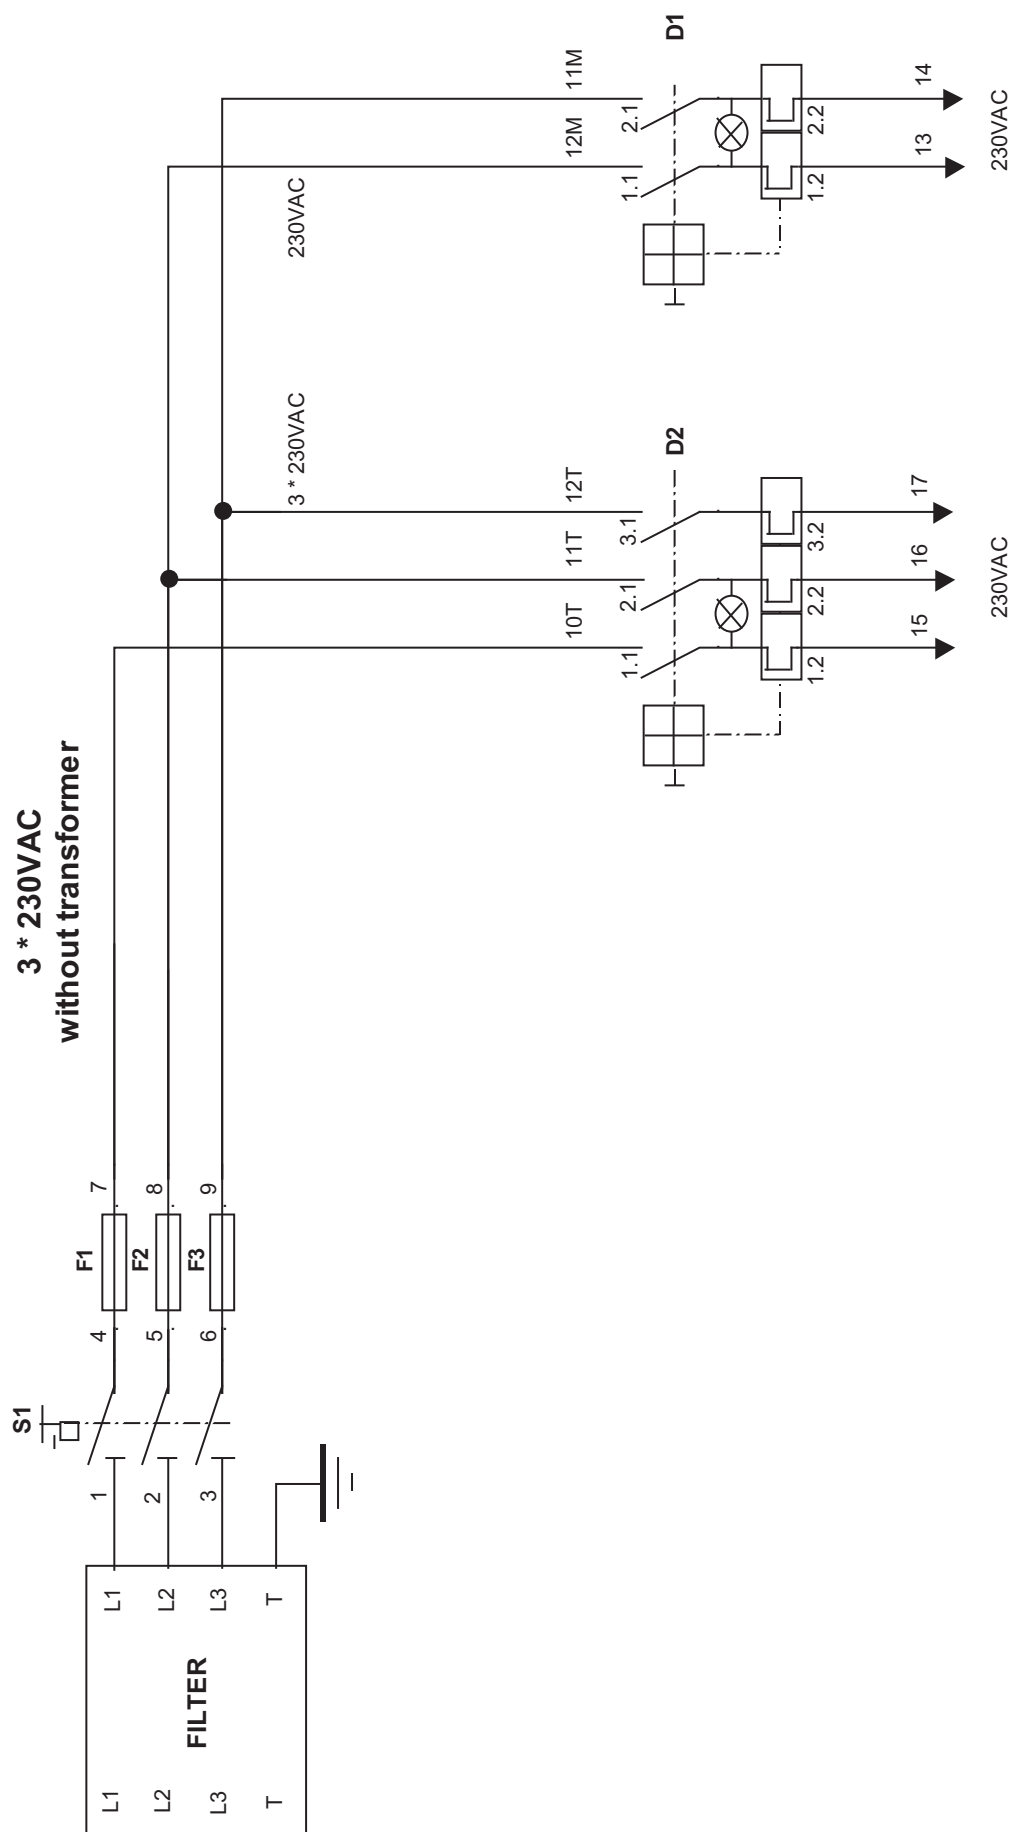 3 * 230VAC
without transformer
FILTER
L1
L2
L3
T
L1
L2
L3
T
1
2
3
S1
4
5
6
F1
F2
F3
7
8
9
3 * 230VAC
230VAC
10T
11T
12T
1.1
2.1
3.1
D2
1.2
2.2
3.2
15
16
17
230VAC
12M
11M
1.1
2.1
D1
1.2
2.2
13
14
230VAC